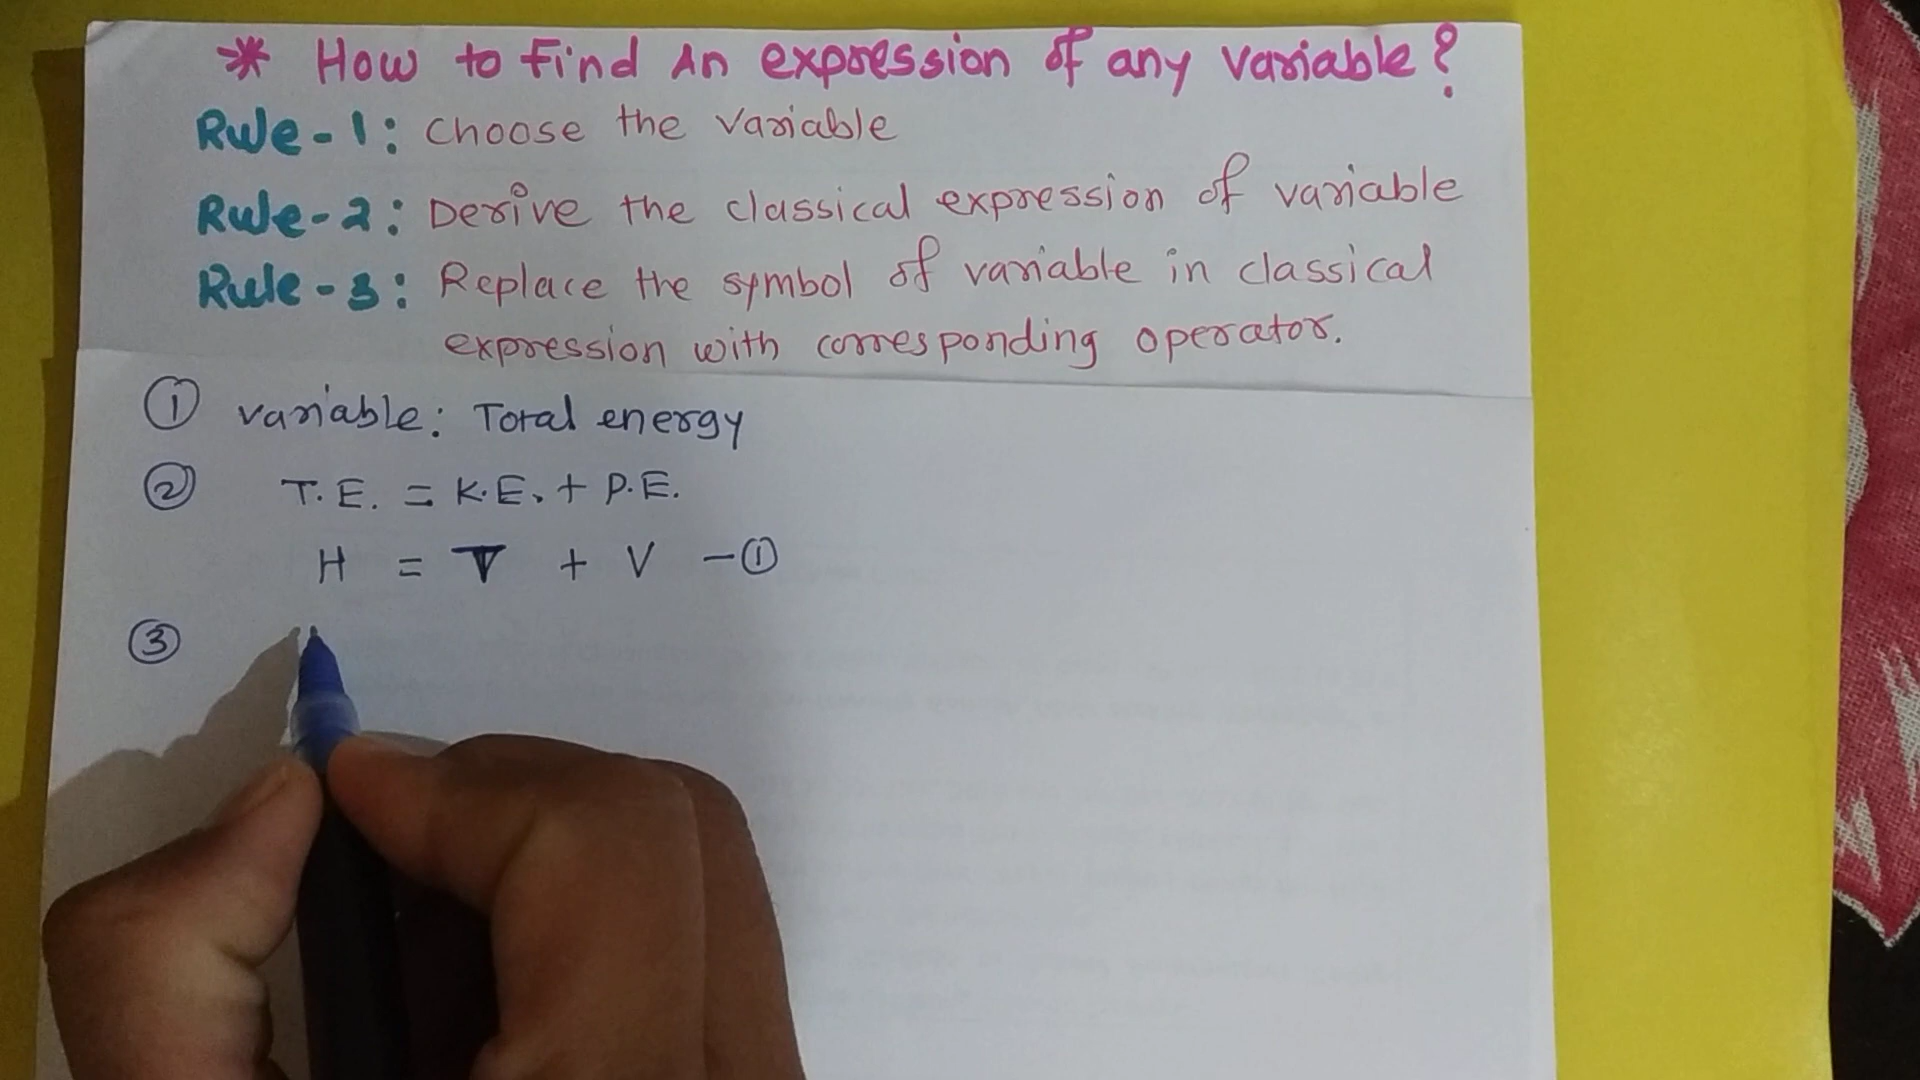 * How to Find An expression of any variable?
Rule-1: Choose the variable
Rule-2: Derive the classical expression of variable
Rule-3: Replace the symbol of variable in classical
expression with corresponding operator.
① variable: Total energy
② T.E. = K.E. + P.E.
H = T + V -①
③